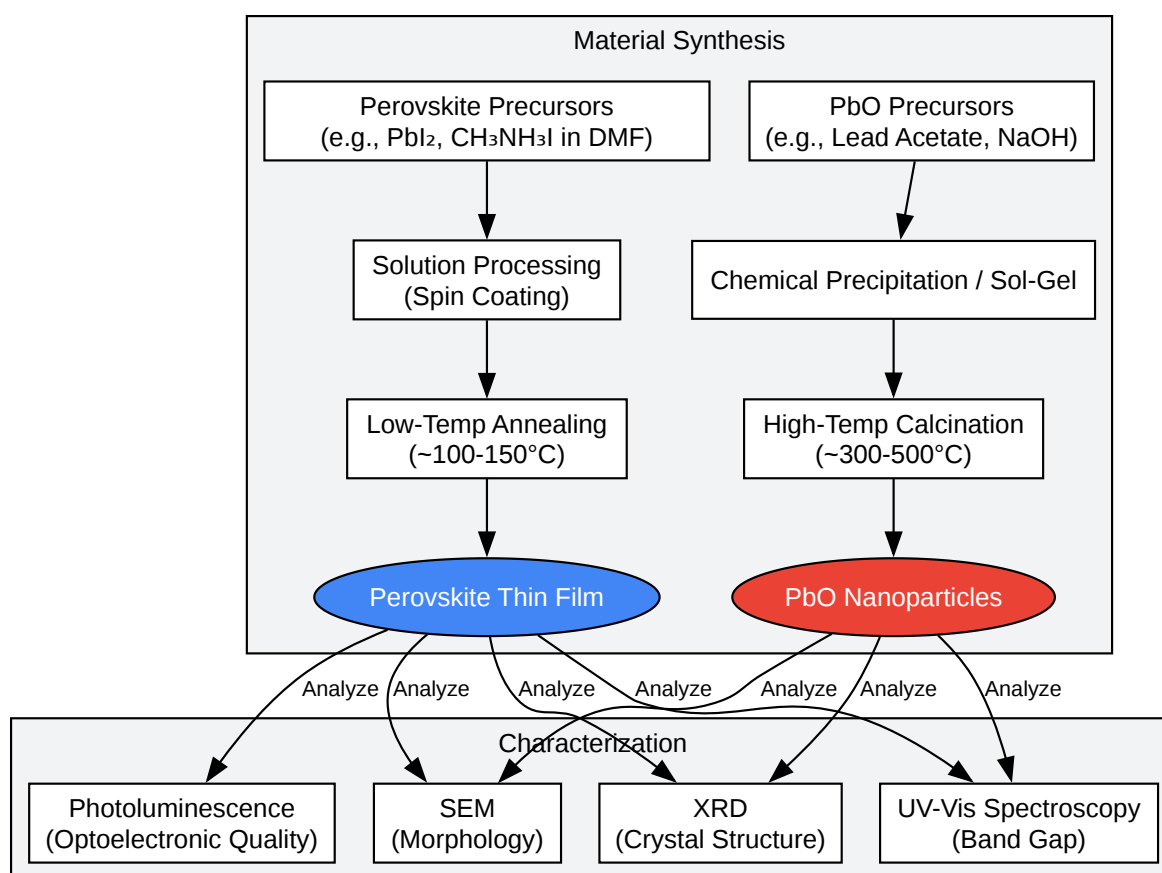 Material Synthesis
Perovskite Precursors
(e.g., PbI₂, CH₃NH₃I in DMF)
PbO Precursors
(e.g., Lead Acetate, NaOH)
Solution Processing
(Spin Coating)
Chemical Precipitation / Sol-Gel
Low-Temp Annealing
(~100-150°C)
High-Temp Calcination
(~300-500°C)
Perovskite Thin Film
PbO Nanoparticles
Analyze
Analyze
Analyze
Analyze
Analyze
Analyze
Analyze
Characterization
Photoluminescence
(Optoelectronic Quality)
SEM
(Morphology)
XRD
(Crystal Structure)
UV-Vis Spectroscopy
(Band Gap)